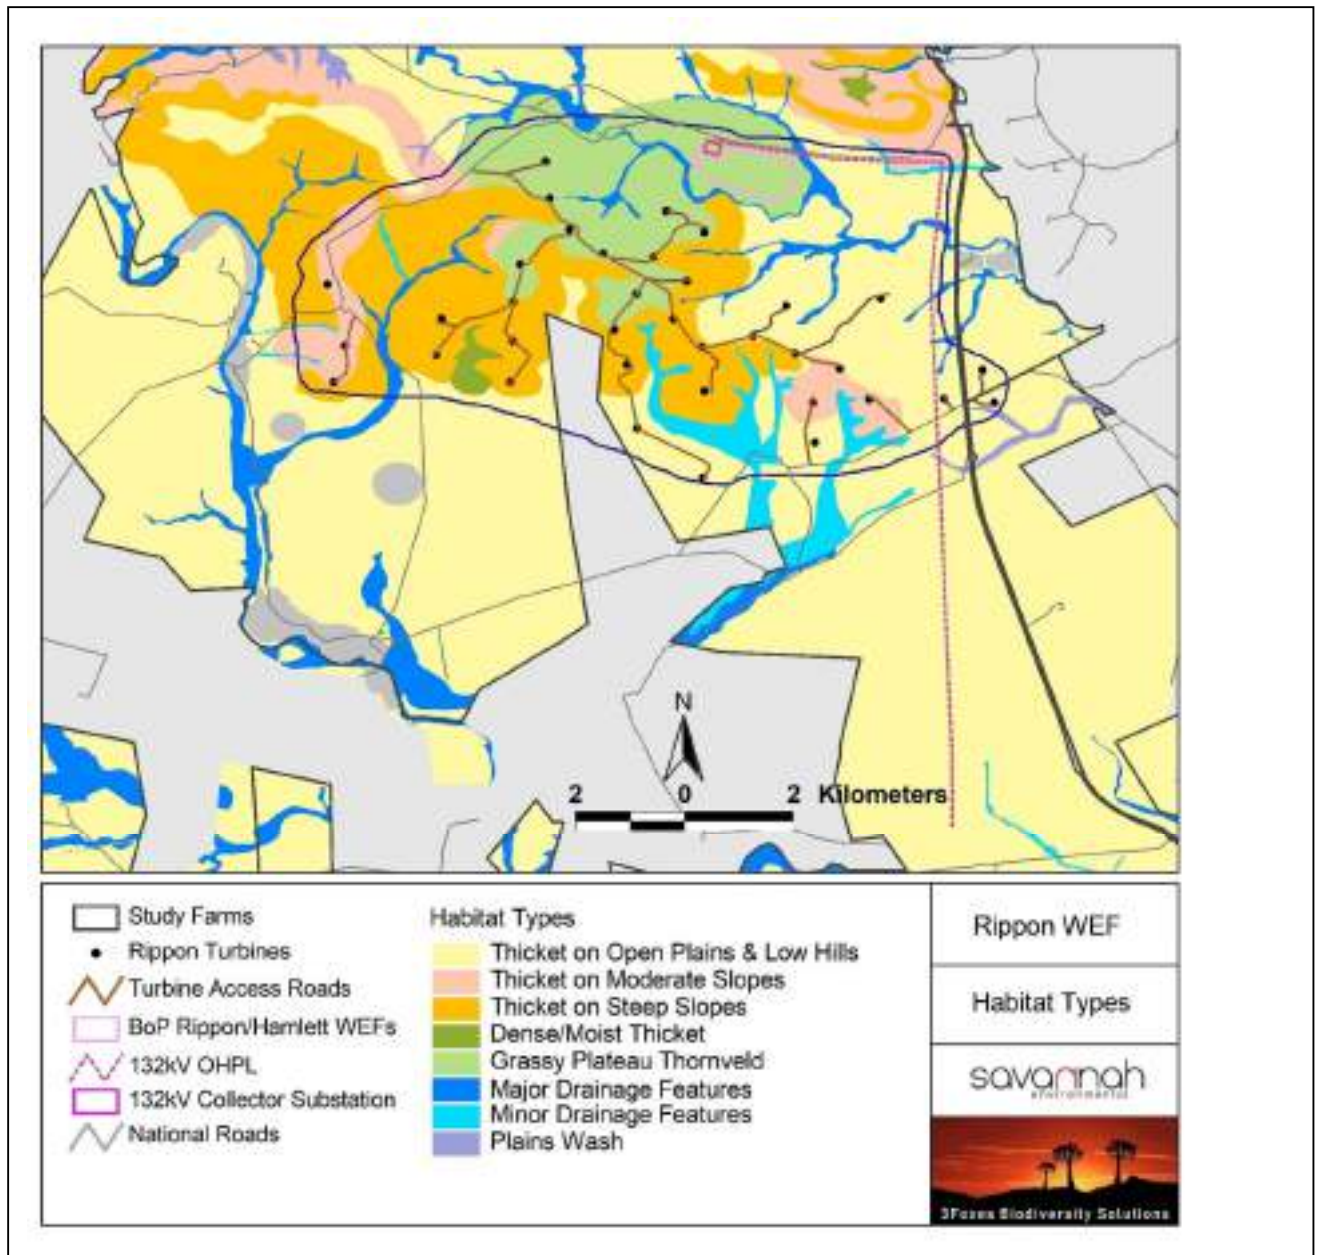 N
2 0 2 Kilometers
Study Farms
Rippon Turbines
Turbine Access Roads
BoP Rippon/Hamlett WEFs
132kV OHPL
132kV Collector Substation
National Roads
Habitat Types
Thicket on Open Plains & Low Hills
Thicket on Moderate Slopes
Thicket on Steep Slopes
Dense/Moist Thicket
Grassy Plateau Thornveld
Major Drainage Features
Minor Drainage Features
Plains Wash
Rippon WEF
Habitat Types
savannah
environmental
3Foxes Biodiversity Solutions